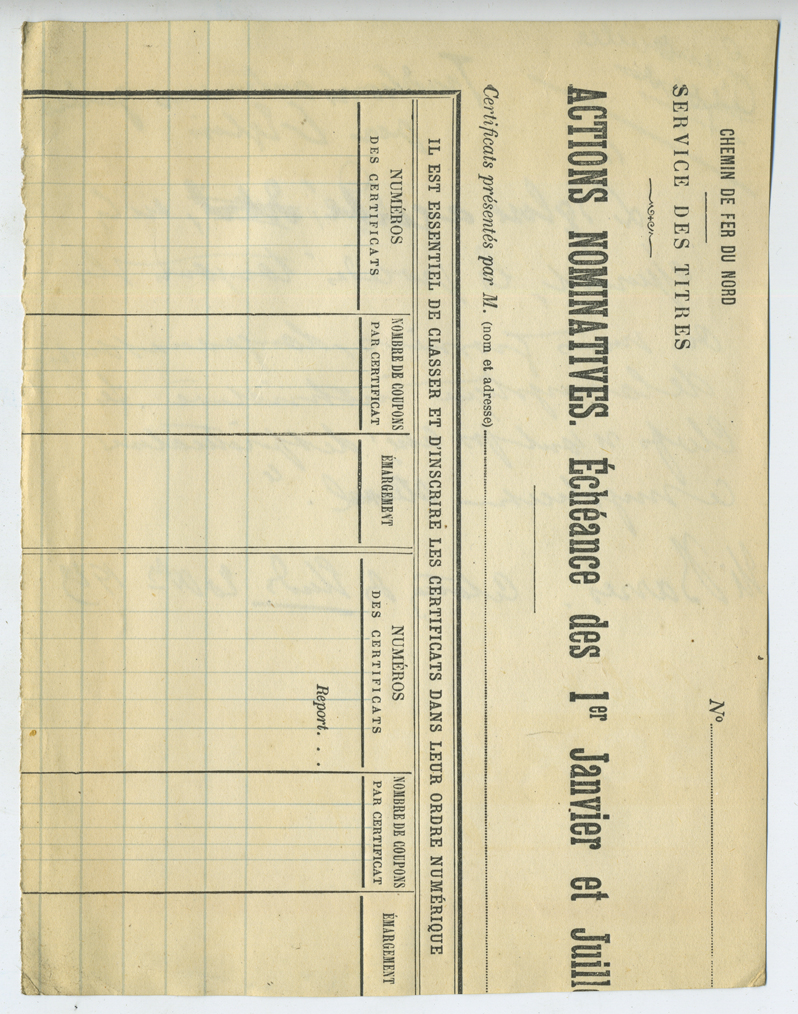 CHEMIN DE FER DU NORD
SERVICE DES TITRES
N°
ACTIONS NOMINATIVES. Échéance des 1er Janvier et Juill
Certificats présentés par M. (nom et adresse)
IL EST ESSENTIEL DE CLASSER ET D'INSCRIRE LES CERTIFICATS DANS LEUR ORDRE NUMÉRIQUE
NUMÉROS
DES CERTIFICATS
NOMBRE DE COUPONS
PAR CERTIFICAT
ÉMARGEMENT
NUMÉROS
DES CERTIFICATS
NOMBRE DE COUPONS
PAR CERTIFICAT
ÉMARGEMENT
Report. . .